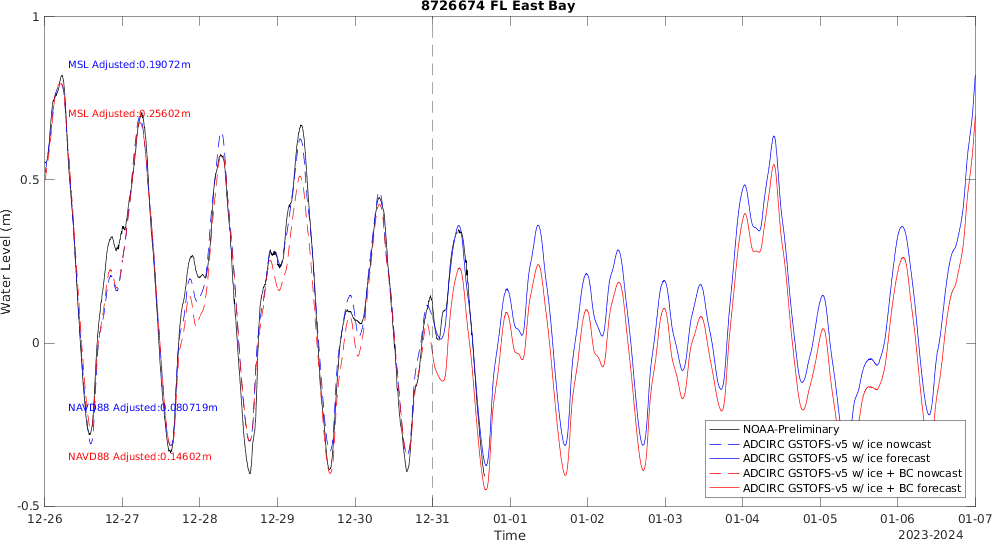 8726674 FL East Bay
1
MSL Adjusted:0.19072m
MSL Adjusted:0.25602m
0.5
Water Level (m)
0
NAVD88 Adjusted:0.080719m
NAVD88 Adjusted:0.14602m
-0.5
NOAA-Preliminary
ADCIRC GSTOFS-v5 w/ ice nowcast
ADCIRC GSTOFS-v5 w/ ice forecast
ADCIRC GSTOFS-v5 w/ ice + BC nowcast
ADCIRC GSTOFS-v5 w/ ice + BC forecast
12-26 12-27 12-28 12-29 12-30 12-31 01-01 01-02 01-03 01-04 01-05 01-06 01-07
Time
2023-2024